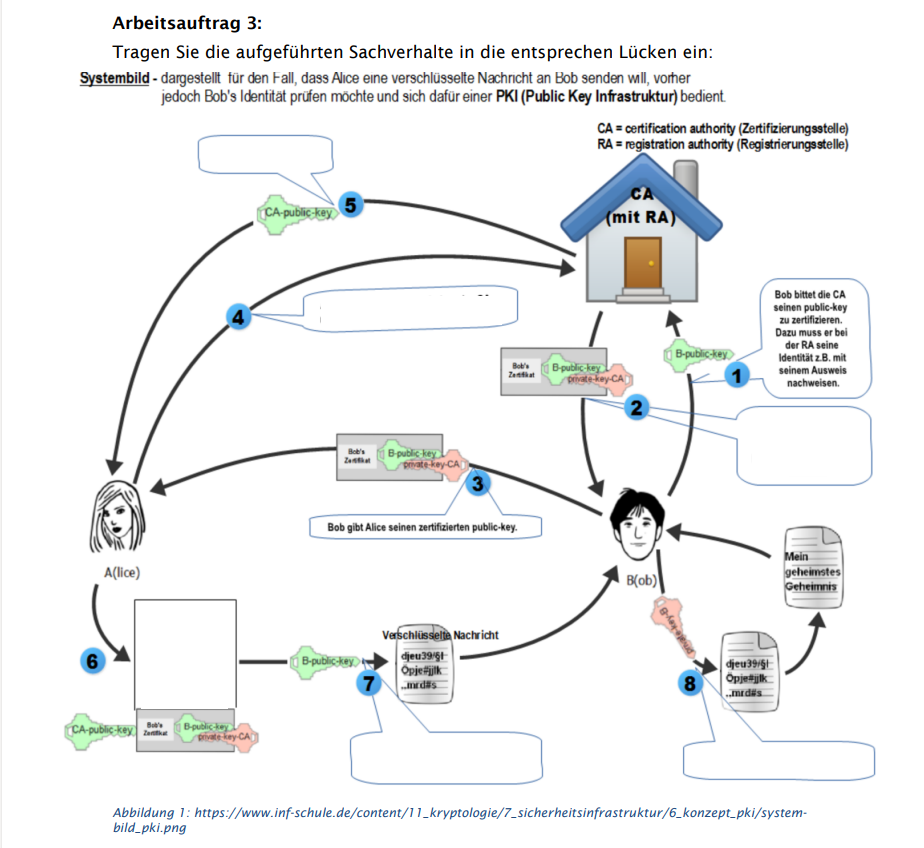 Arbeitsauftrag 3:
Tragen Sie die aufgeführten Sachverhalte in die entsprechen Lücken ein:
Systembild - dargestellt für den Fall, dass Alice eine verschlüsselte Nachricht an Bob senden will, vorher
jedoch Bob's Identität prüfen möchte und sich dafür einer PKI (Public Key Infrastruktur) bedient.
CA = certification authority (Zertifizierungsstelle)
RA = registration authority (Registrierungsstelle)
CA
(mit RA)
5
CA-public-key
4
Bob bittet die CA
seinen public-key
zu zertifizieren.
Dazu muss er bei
der RA seine
Identität z.B. mit
seinem Ausweis
nachweisen.
B-public-key
1
Bob's
Zertifikat
B-public-key
private-key-CA
2
Bob's
Zertifikat
B-public-key
private-key-CA
3
Bob gibt Alice seinen zertifizierten public-key.
A(lice)
B(ob)
Mein
geheimstes
Geheimnis
6
B-public-key
7
Verschlüsselte Nachricht
djeu39/§!
Öpje#jjlk
..mrd#s
B-private-key
8
djeu39/§!
Öpje#jjlk
..mrd#s
CA-public-key
Bob's
Zertifikat
B-public-key
private-key-CA
Abbildung 1: https://www.inf-schule.de/content/11_kryptologie/7_sicherheitsinfrastruktur/6_konzept_pki/system-
bild_pki.png